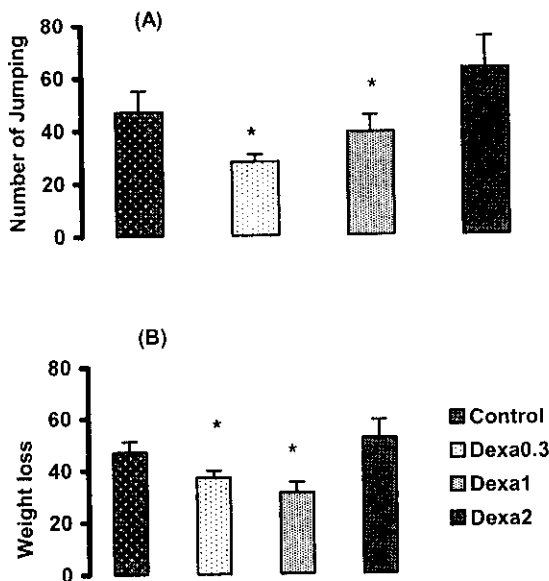 (A)
Number of Jumping
80
60
40
20
0
*
*
(B)
Weight loss
80
60
40
20
0
*
*
Control
Dexa0.3
Dexa1
Dexa2